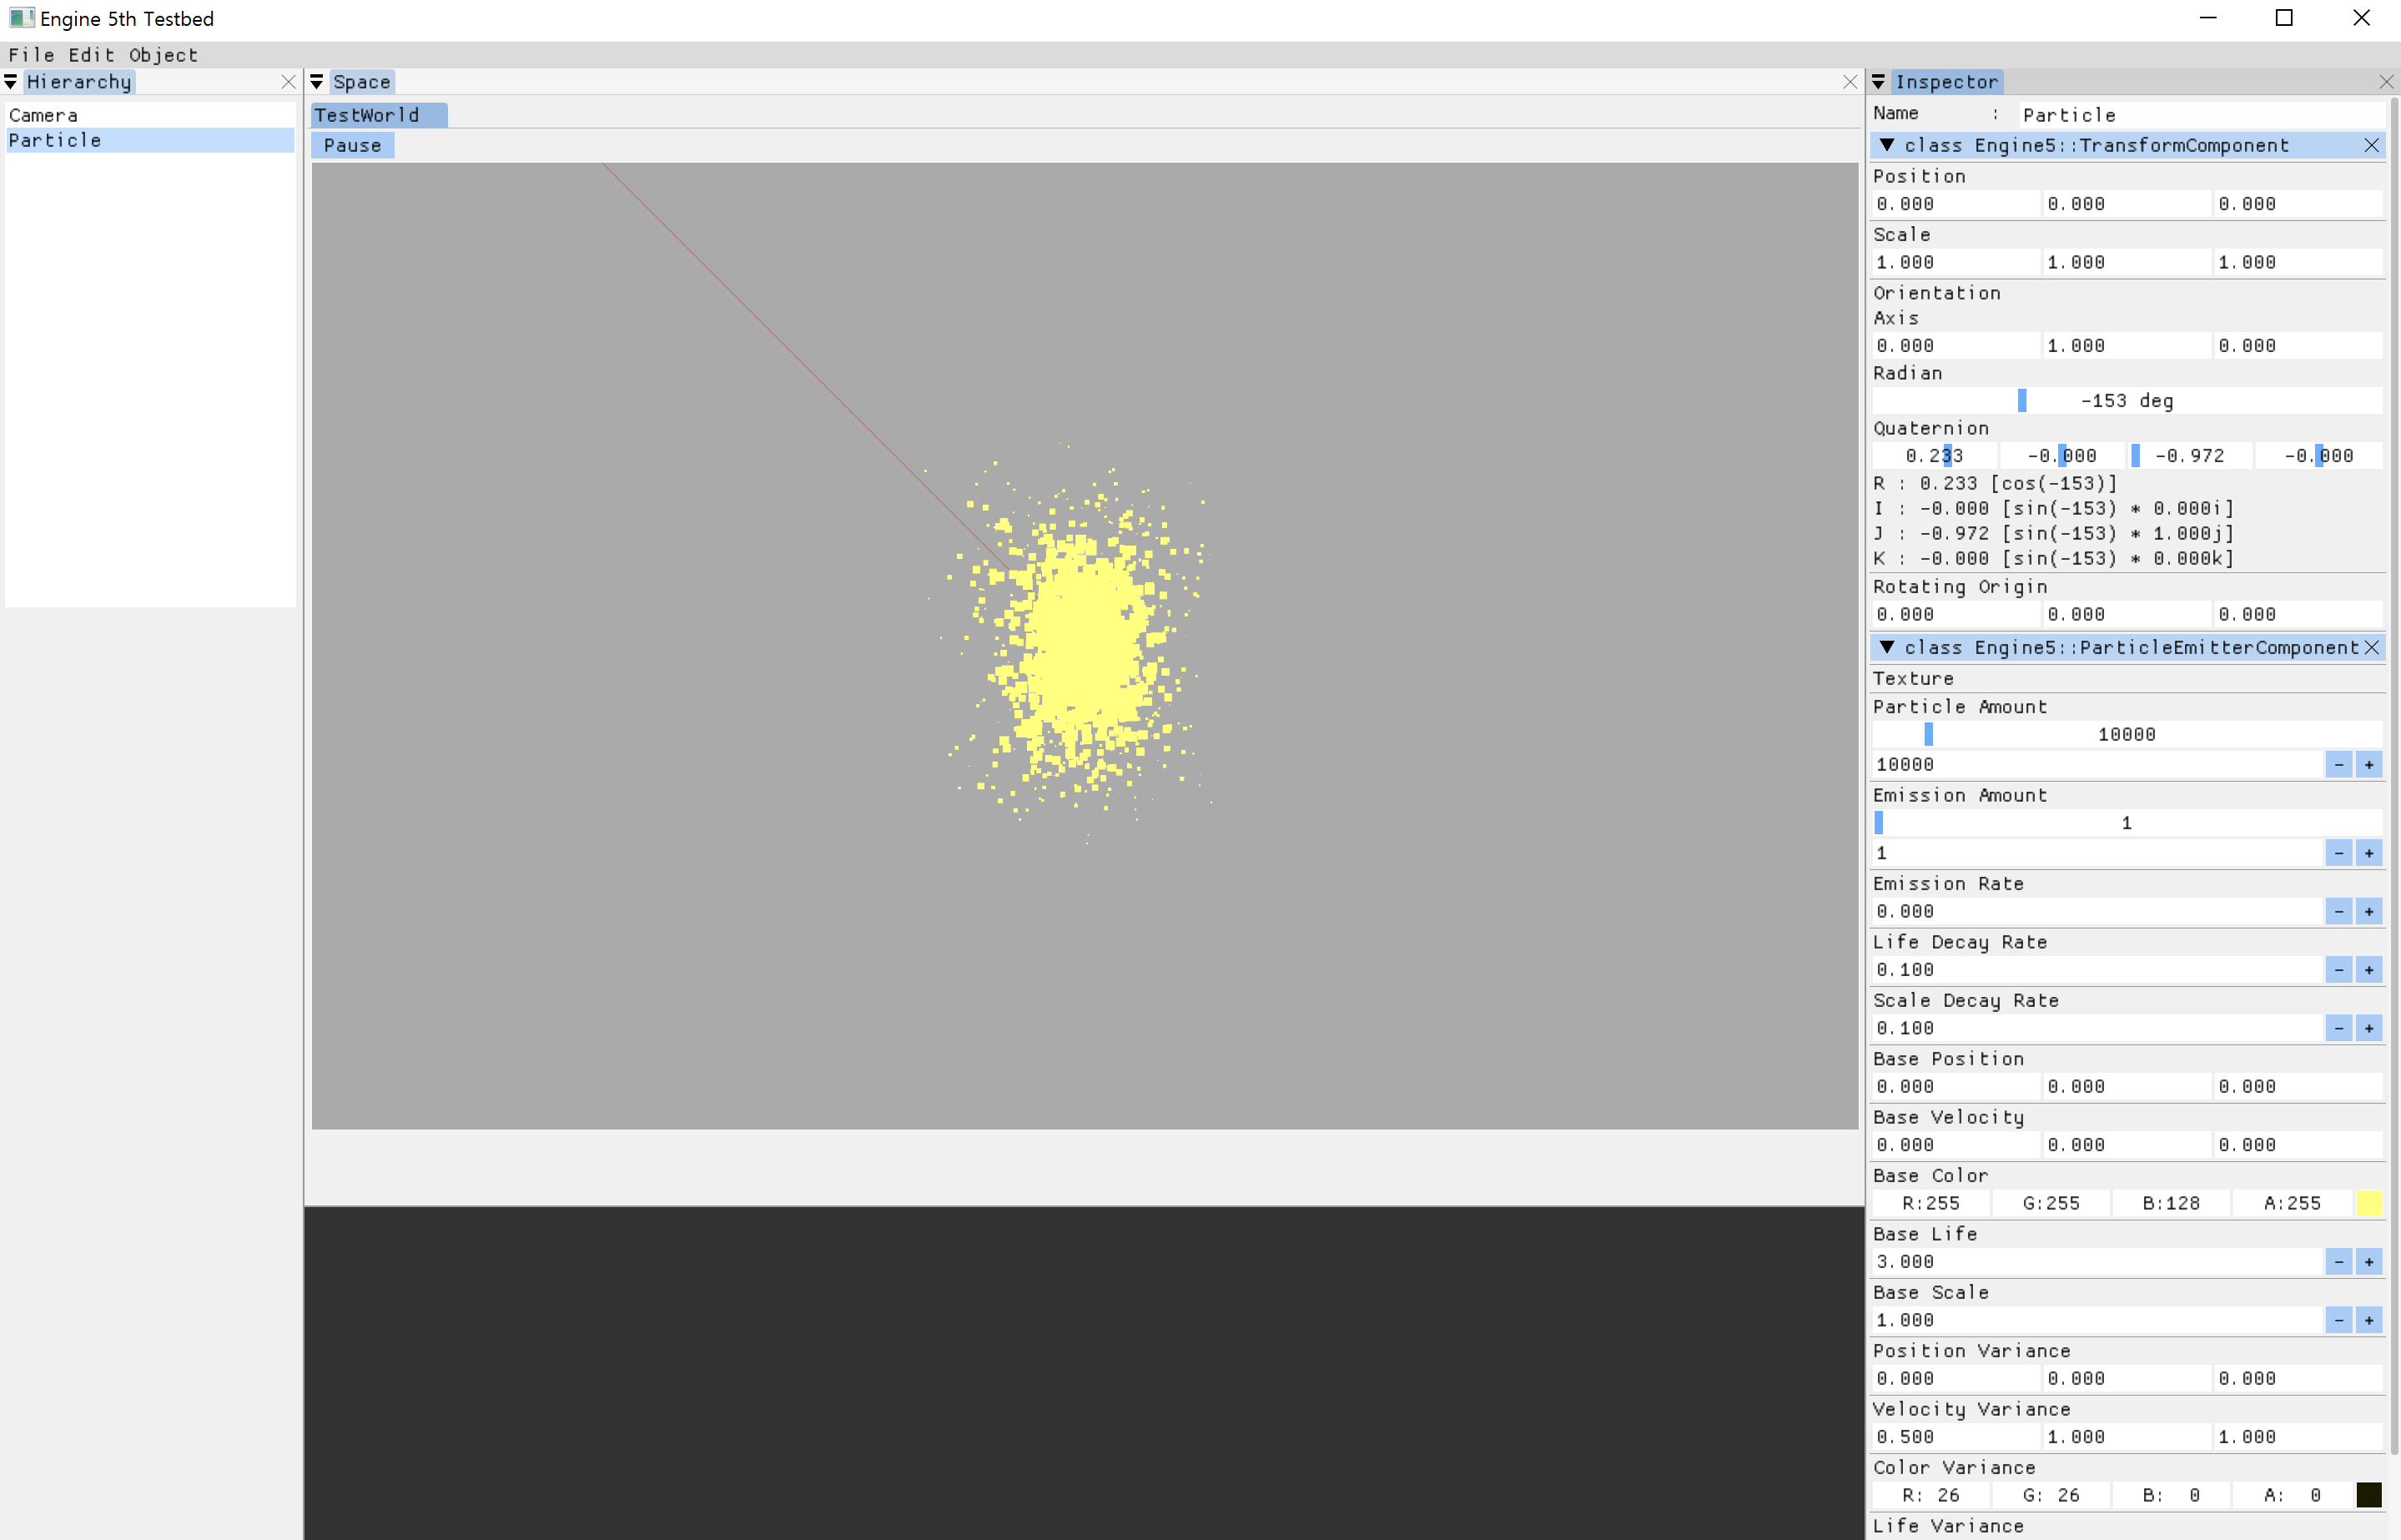 Engine 5th Testbed
File Edit Object
Hierarchy
Camera
Particle
Space
TestWorld
Pause
Inspector
Name : Particle
class Engine5::TransformComponent
Position
0.000 0.000 0.000
Scale
1.000 1.000 1.000
Orientation
Axis
0.000 1.000 0.000
Radian
-153 deg
Quaternion
0.233 -0.000 -0.972 -0.000
R : 0.233 [cos(-153)]
I : -0.000 [sin(-153) * 0.000i]
J : -0.972 [sin(-153) * 1.000j]
K : -0.000 [sin(-153) * 0.000k]
Rotating Origin
0.000 0.000 0.000
class Engine5::ParticleEmitterComponent
Texture
Particle Amount
10000
10000 - +
Emission Amount
1
1 - +
Emission Rate
0.000 - +
Life Decay Rate
0.100 - +
Scale Decay Rate
0.100 - +
Base Position
0.000 0.000 0.000
Base Velocity
0.000 0.000 0.000
Base Color
R:255 G:255 B:128 A:255
Base Life
3.000 - +
Base Scale
1.000 - +
Position Variance
0.000 0.000 0.000
Velocity Variance
0.500 1.000 1.000
Color Variance
R: 26 G: 26 B: 0 A: 0
Life Variance